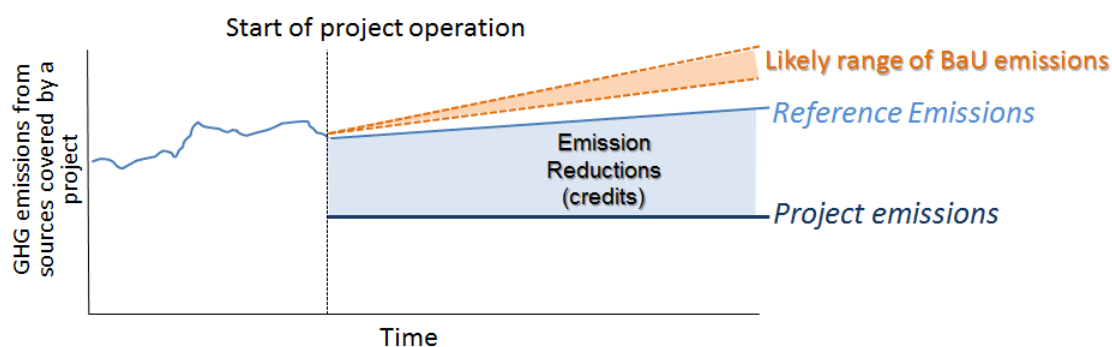 Start of project operation
GHG emissions from
sources covered by a
project
Likely range of BaU emissions
Reference Emissions
Emission
Reductions
(credits)
Project emissions
Time